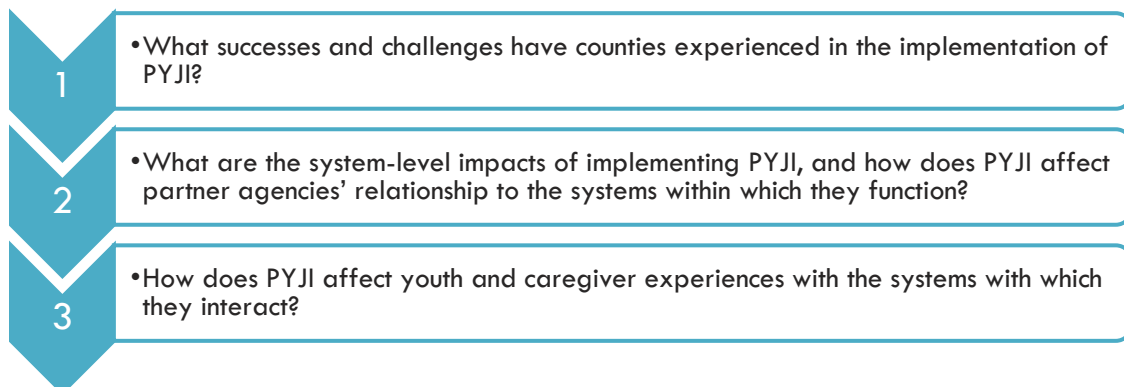 1
•What successes and challenges have counties experienced in the implementation of
PYJI?
2
•What are the system-level impacts of implementing PYJI, and how does PYJI affect
partner agencies’ relationship to the systems within which they function?
3
•How does PYJI affect youth and caregiver experiences with the systems with which
they interact?